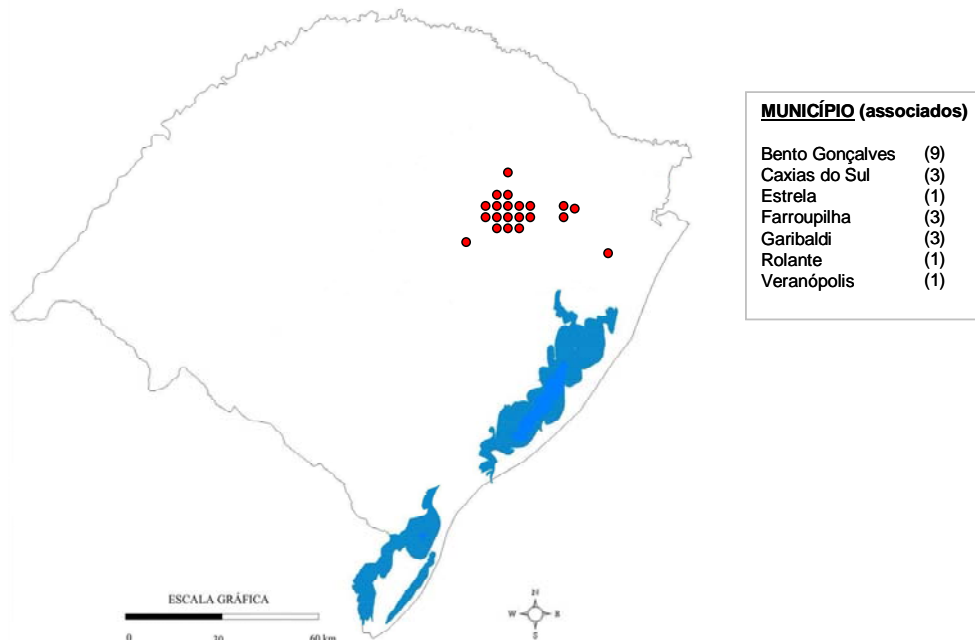 MUNICÍPIO (associados)
Bento Gonçalves (9)
Caxias do Sul (3)
Estrela (1)
Farroupilha (3)
Garibaldi (3)
Rolante (1)
Veranópolis (1)
ESCALA GRÁFICA
0 30 60 km
N
W E
S